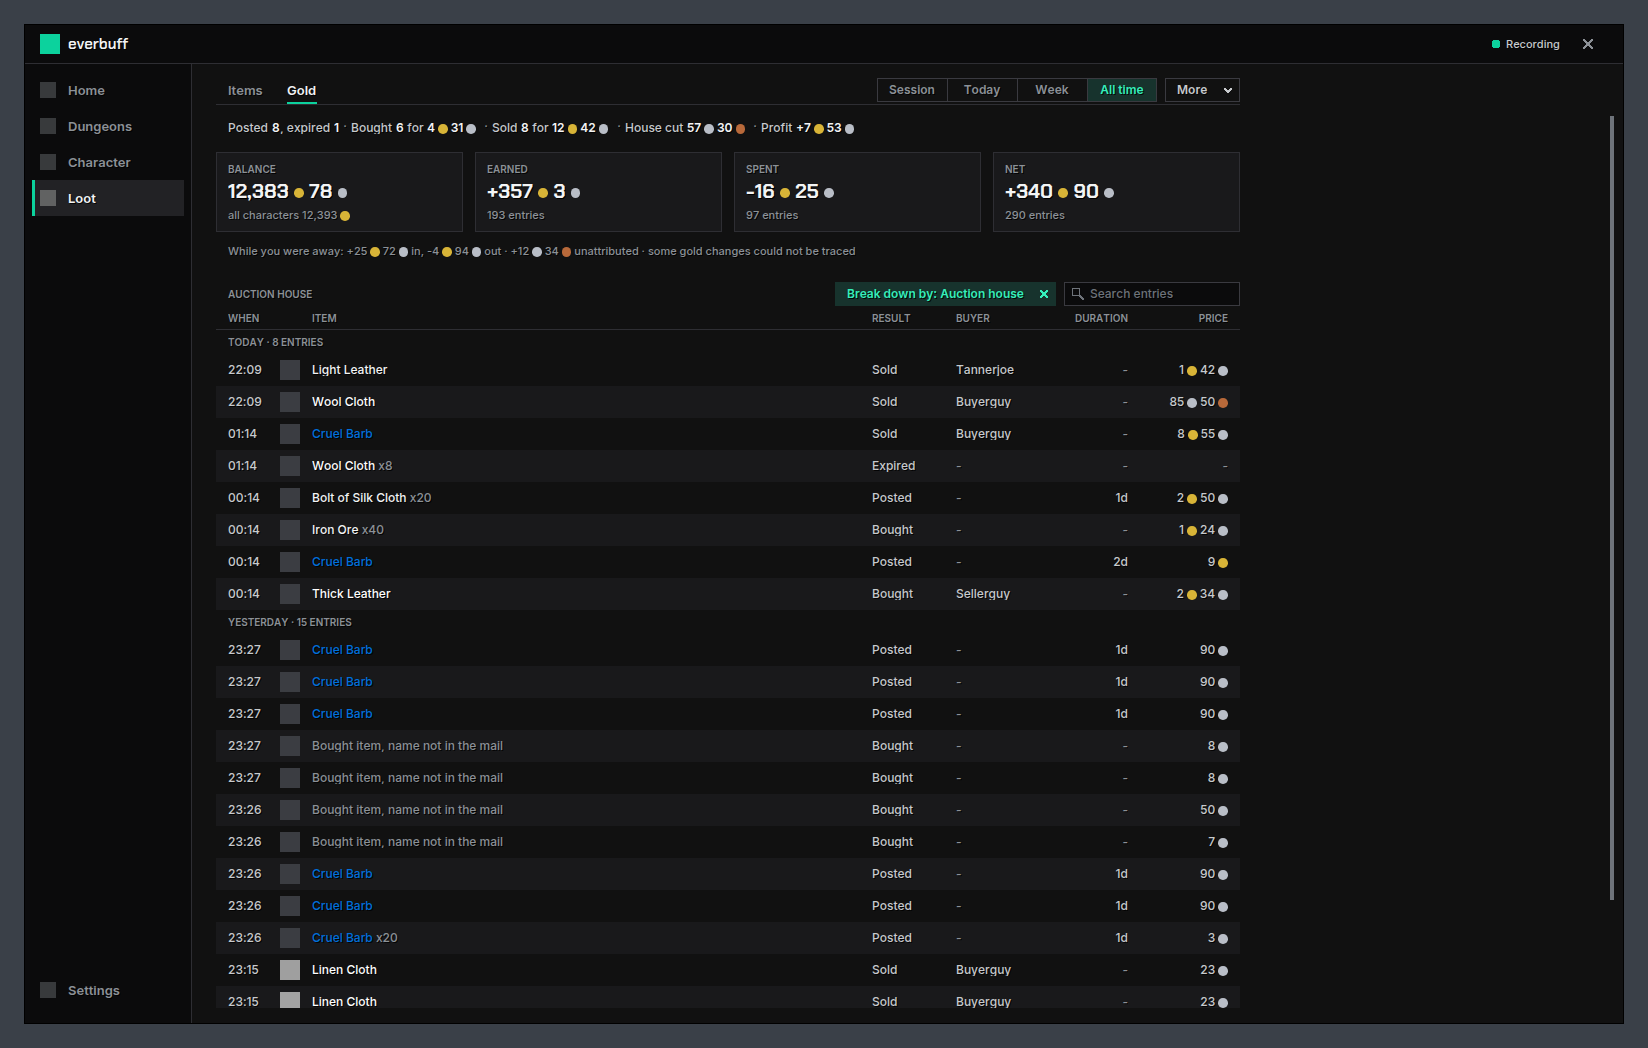 everbuff
Recording
Home
Dungeons
Character
Loot
Settings
Items Gold
Session Today Week All time More
Posted 8, expired 1 · Bought 6 for 4 31 · Sold 8 for 12 42 · House cut 57 30 · Profit +7 53
BALANCE
12,383 78
all characters 12,393
EARNED
+357 3
193 entries
SPENT
-16 25
97 entries
NET
+340 90
290 entries
While you were away: +25 72 in, -4 94 out · +12 34 unattributed · some gold changes could not be traced
AUCTION HOUSE
Break down by: Auction house
Search entries
WHEN ITEM RESULT BUYER DURATION PRICE
TODAY · 8 ENTRIES
22:09 Light Leather Sold Tannerjoe - 1 42
22:09 Wool Cloth Sold Buyerguy - 85 50
01:14 Cruel Barb Sold Buyerguy - 8 55
01:14 Wool Cloth x8 Expired - - -
00:14 Bolt of Silk Cloth x20 Posted - 1d 2 50
00:14 Iron Ore x40 Bought - - 1 24
00:14 Cruel Barb Posted - 2d 9
00:14 Thick Leather Bought Sellerguy - 2 34
YESTERDAY · 15 ENTRIES
23:27 Cruel Barb Posted - 1d 90
23:27 Cruel Barb Posted - 1d 90
23:27 Cruel Barb Posted - 1d 90
23:27 Bought item, name not in the mail Bought - - 8
23:27 Bought item, name not in the mail Bought - - 8
23:26 Bought item, name not in the mail Bought - - 50
23:26 Bought item, name not in the mail Bought - - 7
23:26 Cruel Barb Posted - 1d 90
23:26 Cruel Barb Posted - 1d 90
23:26 Cruel Barb x20 Posted - 1d 3
23:15 Linen Cloth Sold Buyerguy - 23
23:15 Linen Cloth Sold Buyerguy - 23